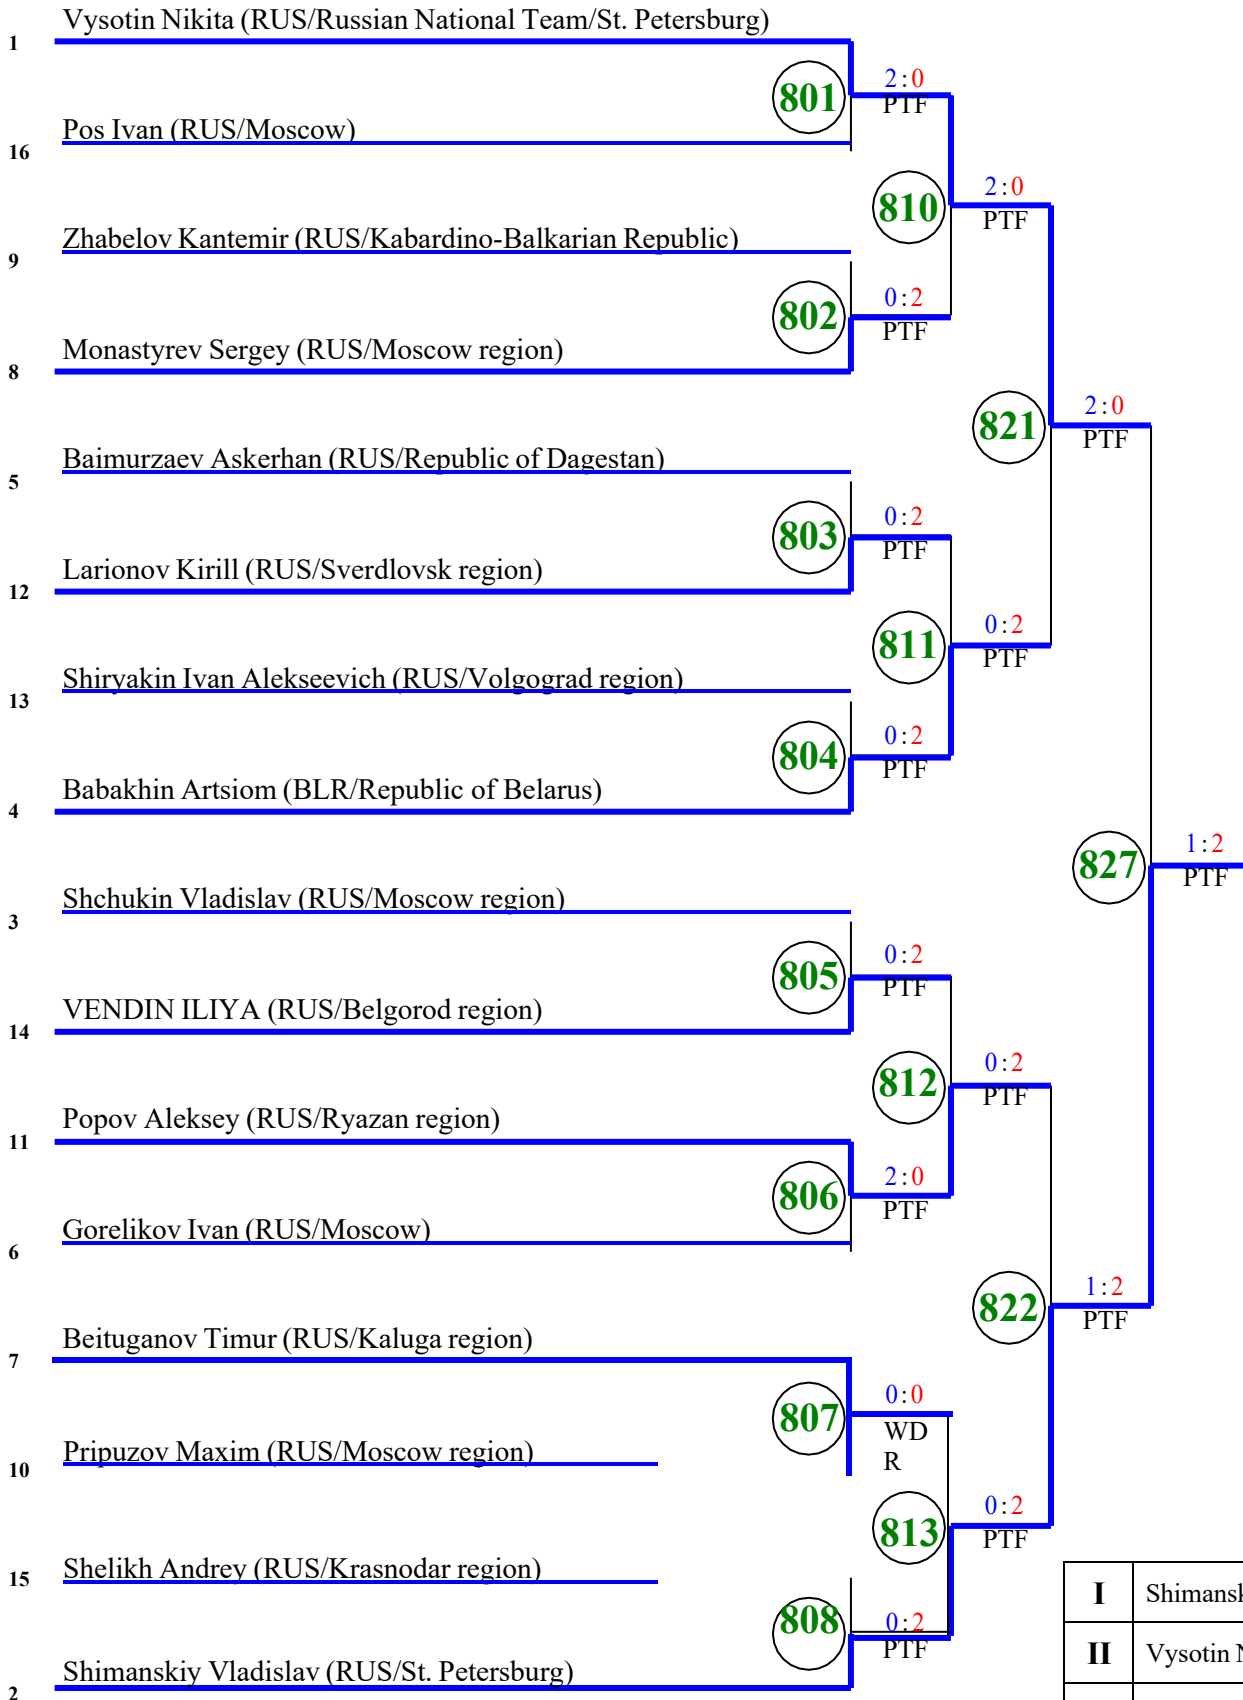 Vysotin Nikita (RUS/Russian National Team/St. Petersburg)
1
801
2:0
PTF
Pos Ivan (RUS/Moscow)
16
810
2:0
PTF
Zhabelov Kantemir (RUS/Kabardino-Balkarian Republic)
9
802
0:2
PTF
Monastyrev Sergey (RUS/Moscow region)
8
821
2:0
PTF
Baimurzaev Askerhan (RUS/Republic of Dagestan)
5
803
0:2
PTF
Larionov Kirill (RUS/Sverdlovsk region)
12
811
0:2
PTF
Shiryakin Ivan Alekseevich (RUS/Volgograd region)
13
804
0:2
PTF
Babakhin Artsiom (BLR/Republic of Belarus)
4
827
1:2
PTF
Shchukin Vladislav (RUS/Moscow region)
3
805
0:2
PTF
VENDIN ILIYA (RUS/Belgorod region)
14
812
0:2
PTF
Popov Aleksey (RUS/Ryazan region)
11
806
2:0
PTF
Gorelikov Ivan (RUS/Moscow)
6
822
1:2
PTF
Beituganov Timur (RUS/Kaluga region)
7
807
0:0
WD
R
Pripuzov Maxim (RUS/Moscow region)
10
813
0:2
PTF
Shelikh Andrey (RUS/Krasnodar region)
15
808
0:2
PTF
Shimanskiy Vladislav (RUS/St. Petersburg)
2
I Shimansk
II Vysotin N